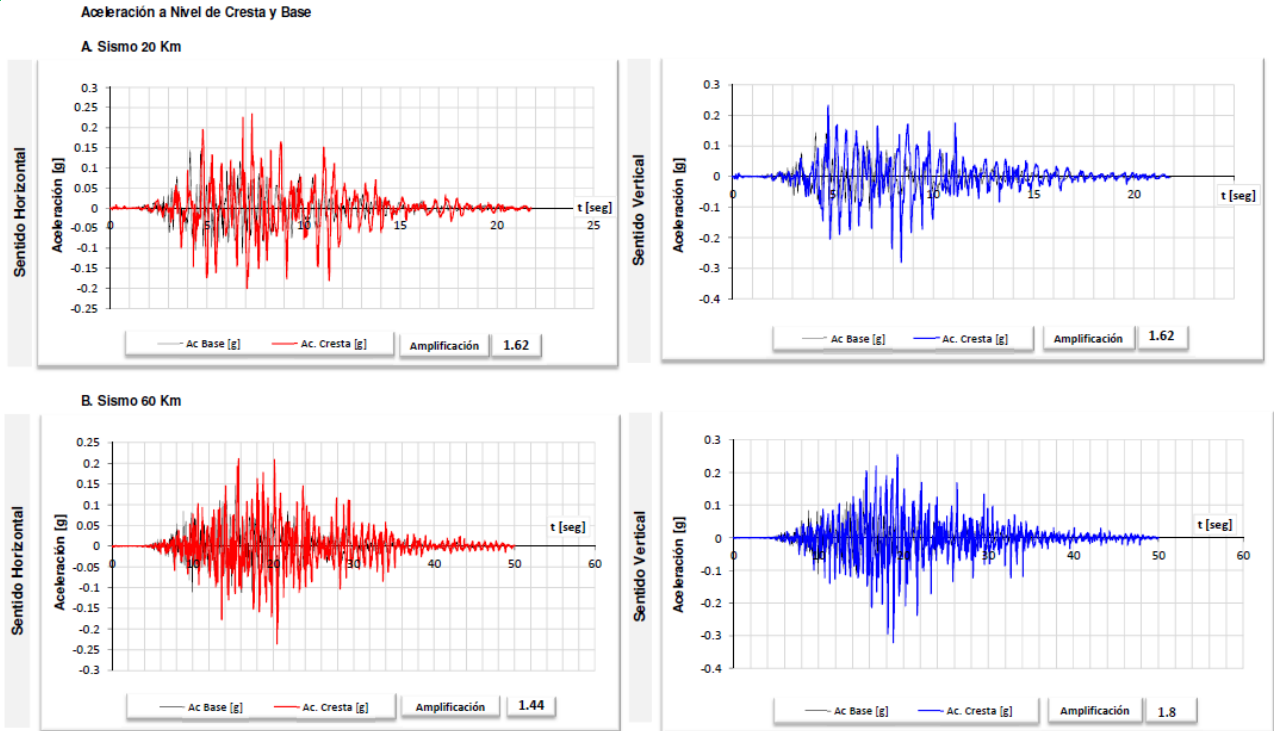 Aceleración a Nivel de Cresta y Base
A. Sismo 20 Km
Sentido Horizontal
Aceleración [g]
0.3
0.25
0.2
0.15
0.1
0.05
0
-0.05
-0.1
-0.15
-0.2
-0.25
0 5 10 15 20 25
t [seg]
Ac Base [g] Ac. Cresta [g] Amplificación 1.62
Sentido Vertical
Aceleración [g]
0.3
0.2
0.1
0
-0.1
-0.2
-0.3
-0.4
0 5 10 15 20
t [seg]
Ac Base [g] Ac. Cresta [g] Amplificación 1.62
B. Sismo 60 Km
Sentido Horizontal
Aceleración [g]
0.25
0.2
0.15
0.1
0.05
0
-0.05
-0.1
-0.15
-0.2
-0.25
-0.3
0 10 20 30 40 50 60
t [seg]
Ac Base [g] Ac. Cresta [g] Amplificación 1.44
Sentido Vertical
Aceleración [g]
0.3
0.2
0.1
0
-0.1
-0.2
-0.3
-0.4
0 10 20 30 40 50 60
t [seg]
Ac Base [g] Ac. Cresta [g] Amplificación 1.8